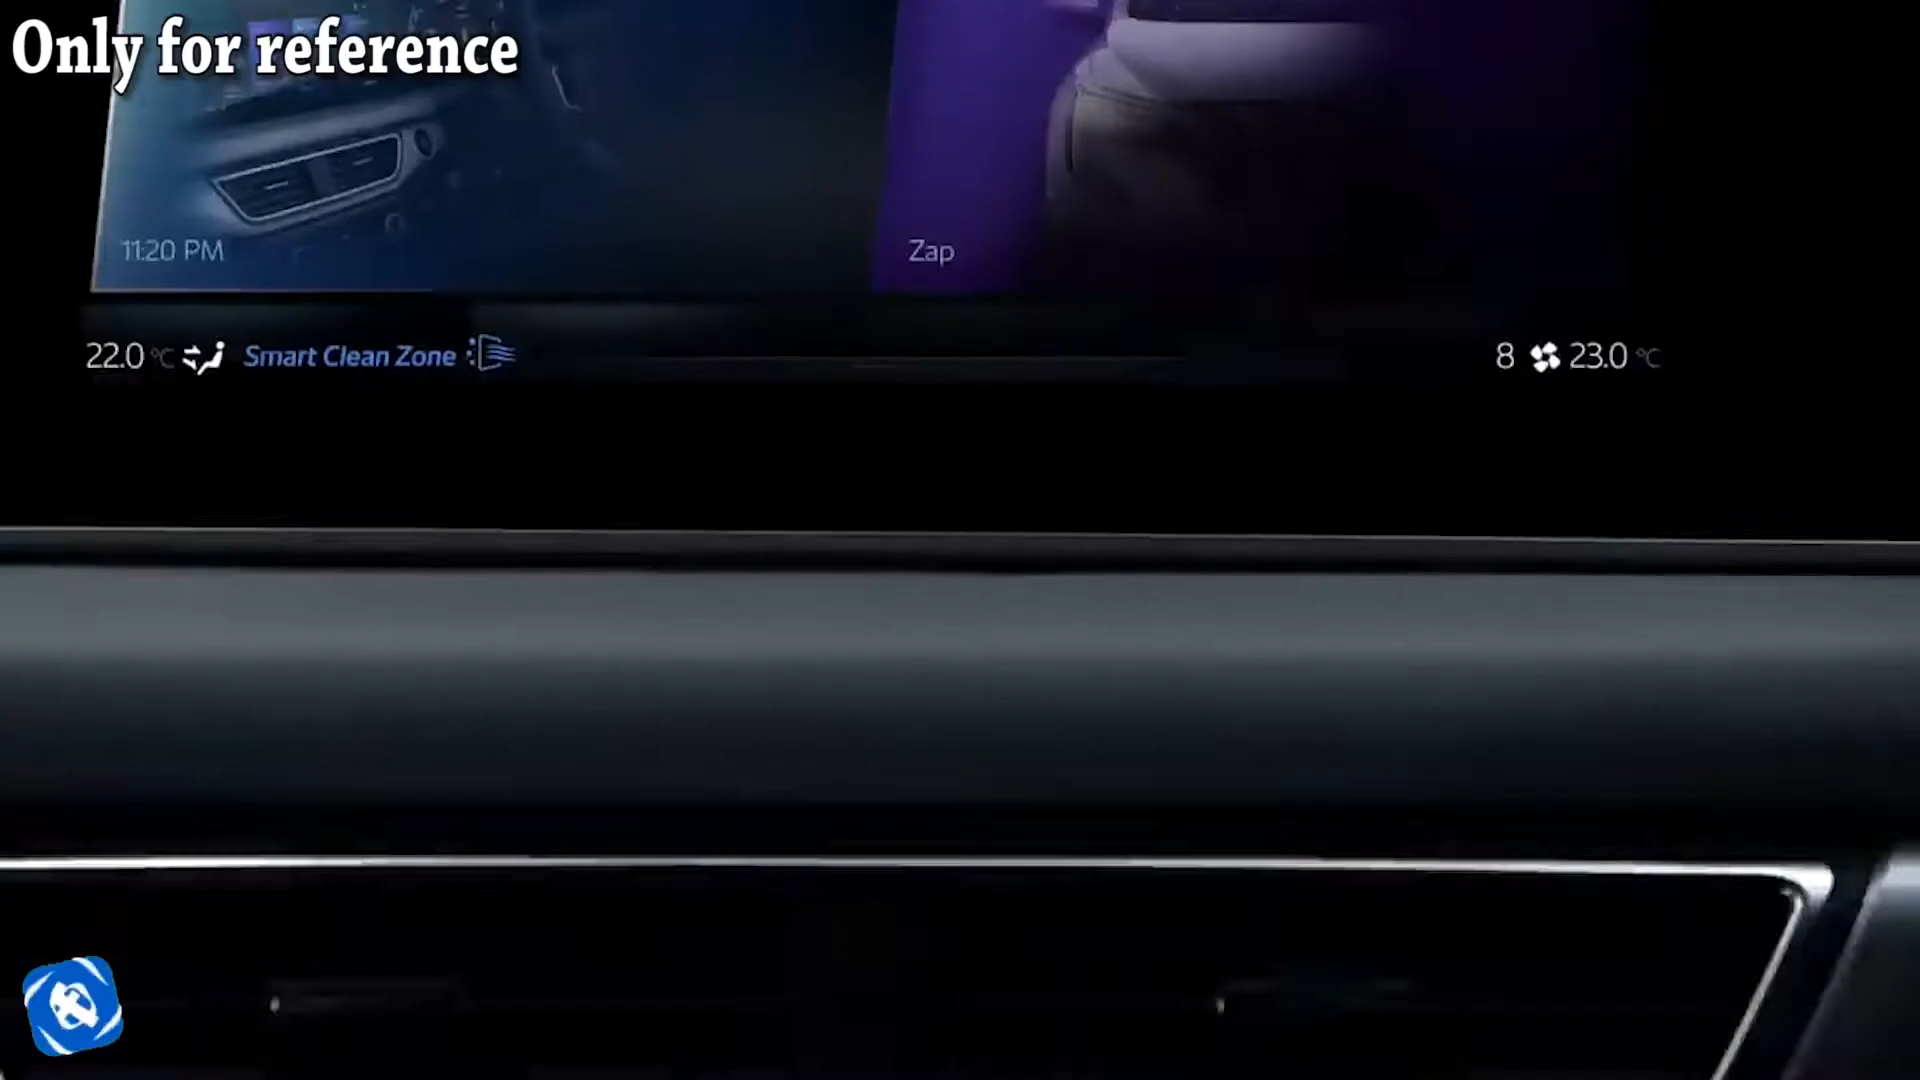 Only for reference
11:20 PM
Zap
22.0 °C Smart Clean Zone 8 23.0 °C